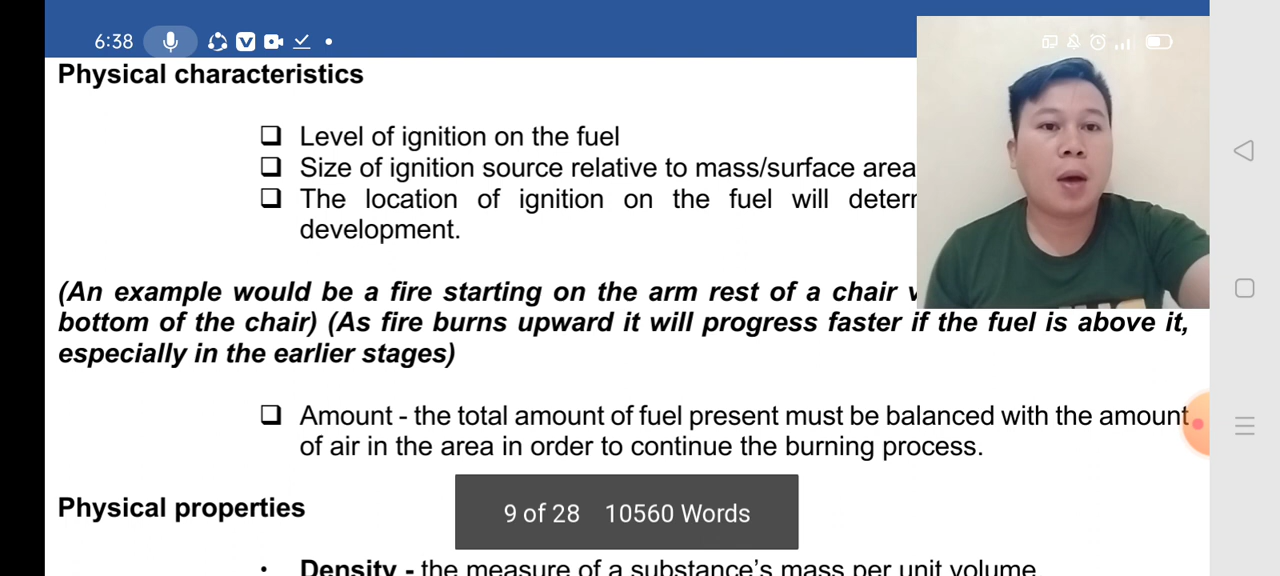 6:38
Physical characteristics
❑ Level of ignition on the fuel
❑ Size of ignition source relative to mass/surface area
❑ The location of ignition on the fuel will
development.
(An example would be a fire starting on the arm rest of a chair
bottom of the chair) (As fire burns upward it will progress faster if the fuel is above it,
especially in the earlier stages)
❑ Amount - the total amount of fuel present must be balanced with the amount
of air in the area in order to continue the burning process.
Physical properties
9 of 28 10560 Words
• Density - the measure of a substance's mass per unit volume